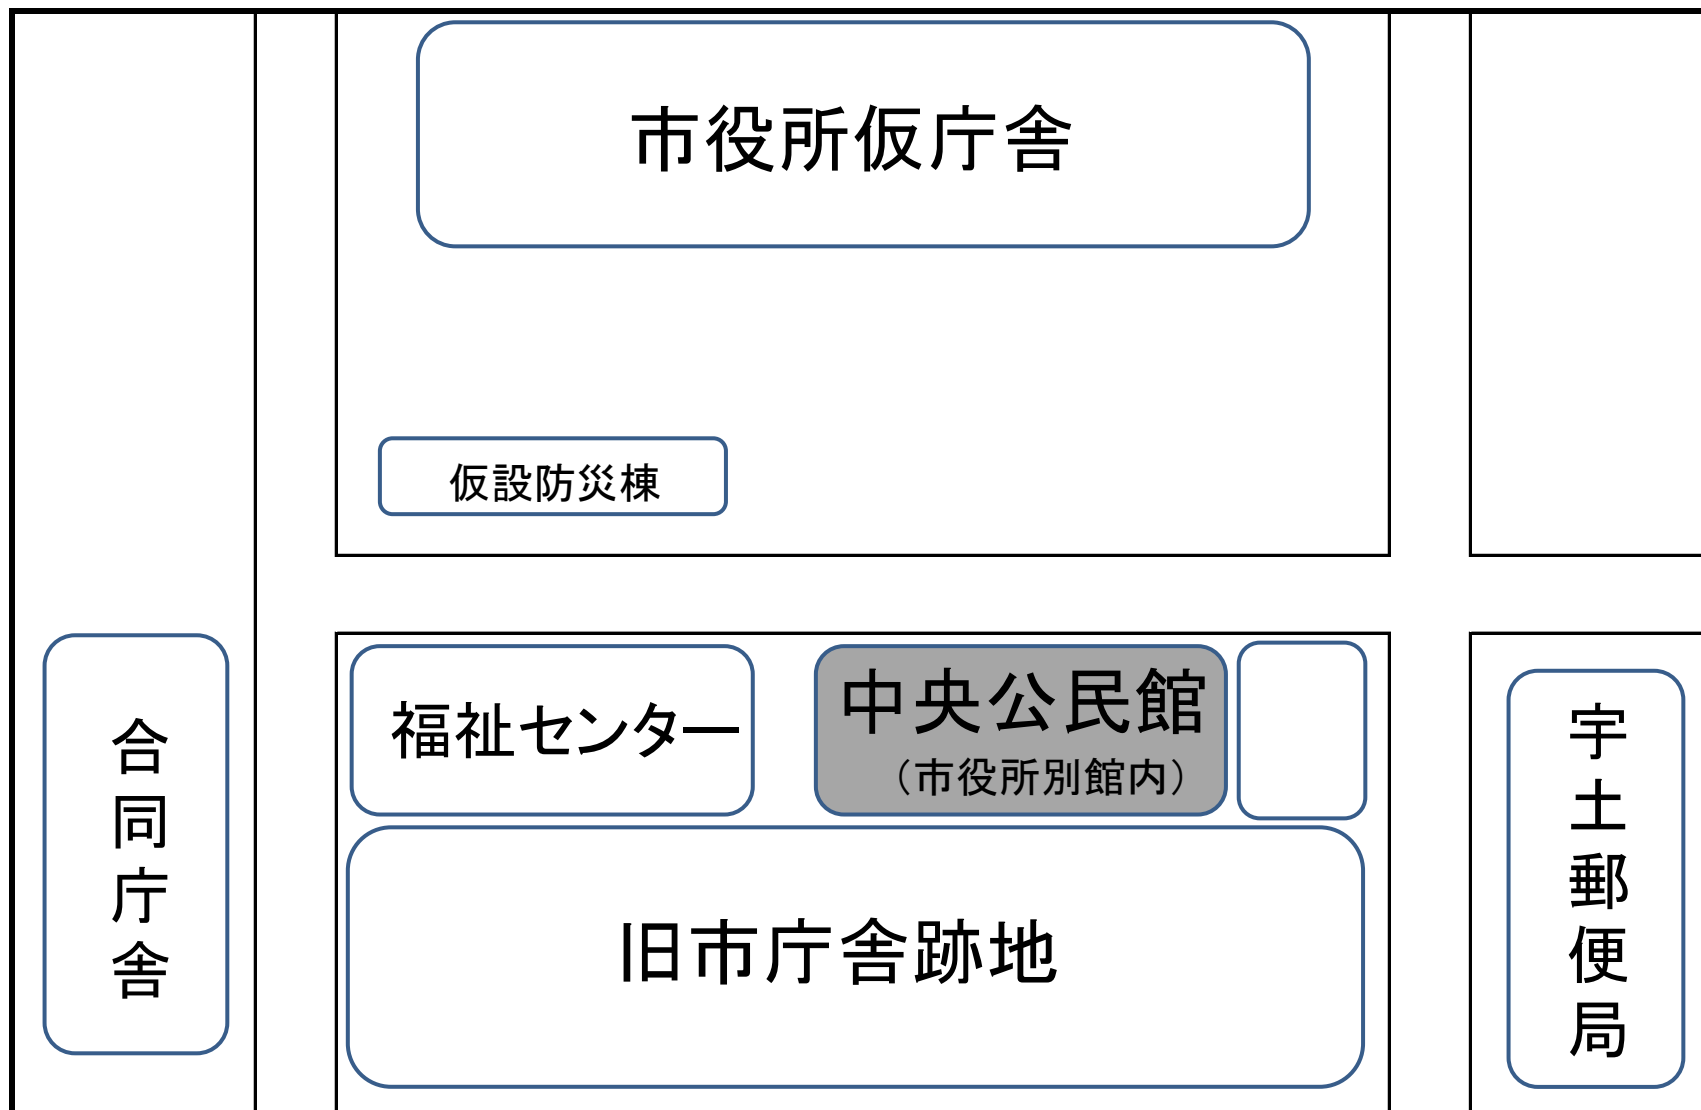 市役所仮庁舎
仮設防災棟
合同庁舎
福祉センター
中央公民館
（市役所別館内）
旧市庁舎跡地
宇土郵便局